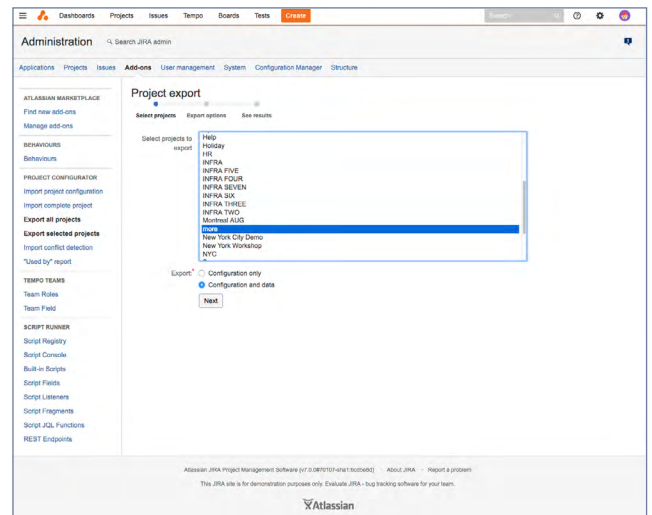 Dashboards Projects Issues Tempo Boards Tests Create Search
Administration Search JIRA admin
Applications Projects Issues Add-ons User management System Configuration Manager Structure
ATLASSIAN MARKETPLACE
Find new add-ons
Manage add-ons
BEHAVIOURS
Behaviours
PROJECT CONFIGURATOR
Import project configuration
Import complete project
Export all projects
Export selected projects
Import conflict detection
"Used by" report
TEMPO TEAMS
Team Roles
Team Field
SCRIPT RUNNER
Script Registry
Script Console
Built-in Scripts
Script Fields
Script Listeners
Script Fragments
Script JQL Functions
REST Endpoints
Project export
Select projects Export options See results
Select projects to export
Help
Holiday
HR
INFRA
INFRA FIVE
INFRA FOUR
INFRA SEVEN
INFRA SIX
INFRA THREE
INFRA TWO
Montreal AUG
more
New York City Demo
New York Workshop
NYC
Export:*
Configuration only
Configuration and data
Next
Atlassian JIRA Project Management Software · About JIRA · Report a problem
This JIRA site is for demonstration purposes only. Evaluate JIRA - bug tracking software for your team.
Atlassian